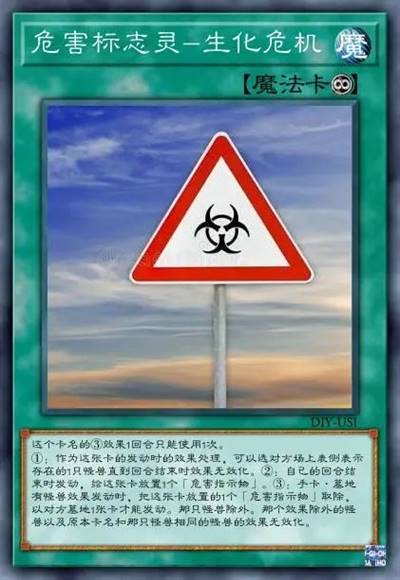 危害标志灵-生化危机 魔
【魔法卡♾】
DIY-US1
这个卡名的③效果1回合只能使用1次。
①：作为这张卡的发动时的效果处理，可以选对方场上表侧表示
存在的1只怪兽直到回合结束时效果无效化。②：自己的回合结
束时发动，给这张卡放置1个「危害指示物」。③：手卡·墓地
有怪兽效果发动时，把这张卡放置的1个「危害指示物」取除，
以对方墓地1张卡才能发动。那只怪兽除外。那个效果除外的怪
兽以及原本卡名和那只怪兽相同的怪兽的效果无效化。